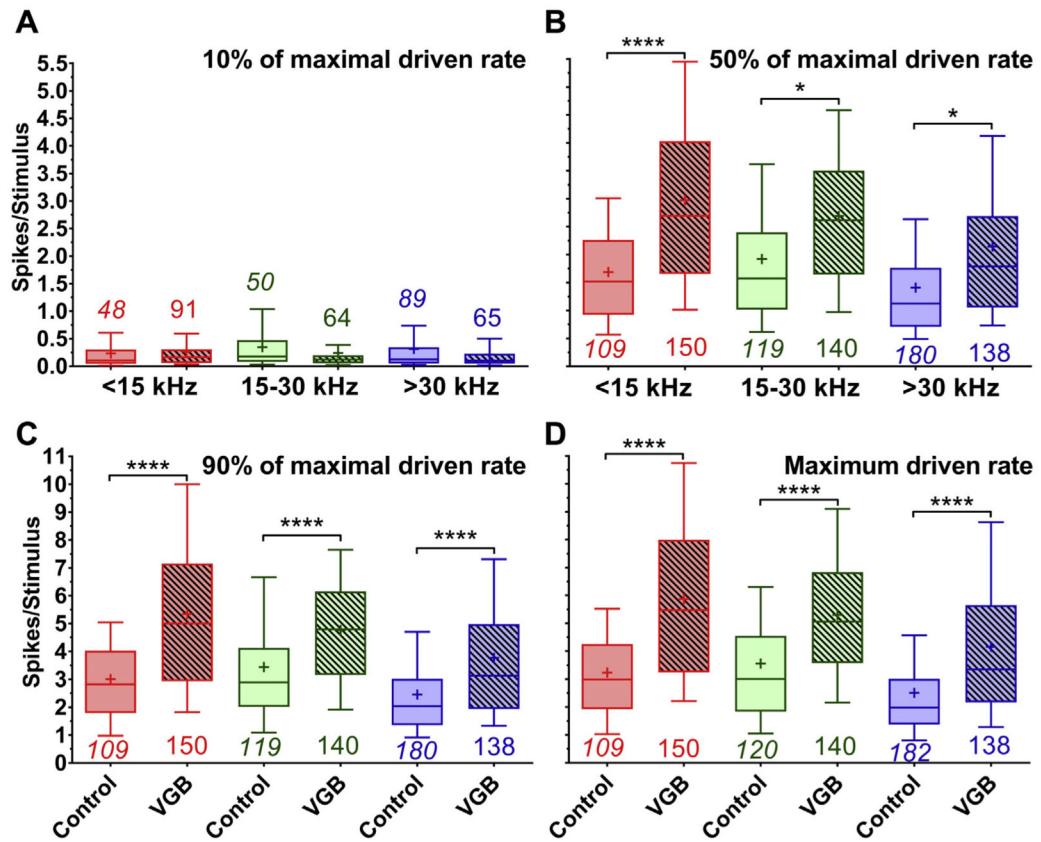 A
10% of maximal driven rate
5.5
5.0
4.5
4.0
3.5
3.0
2.5
2.0
1.5
1.0
0.5
0.0
Spikes/Stimulus
48
91
50
64
89
65
<15 kHz
15-30 kHz
>30 kHz
B
50% of maximal driven rate
****
*
*
109
150
119
140
180
138
<15 kHz
15-30 kHz
>30 kHz
C
90% of maximal driven rate
11
10
9
8
7
6
5
4
3
2
1
0
Spikes/Stimulus
****
****
****
109
150
119
140
180
138
Control
VGB
Control
VGB
Control
VGB
D
Maximum driven rate
****
****
****
109
150
120
140
182
138
Control
VGB
Control
VGB
Control
VGB